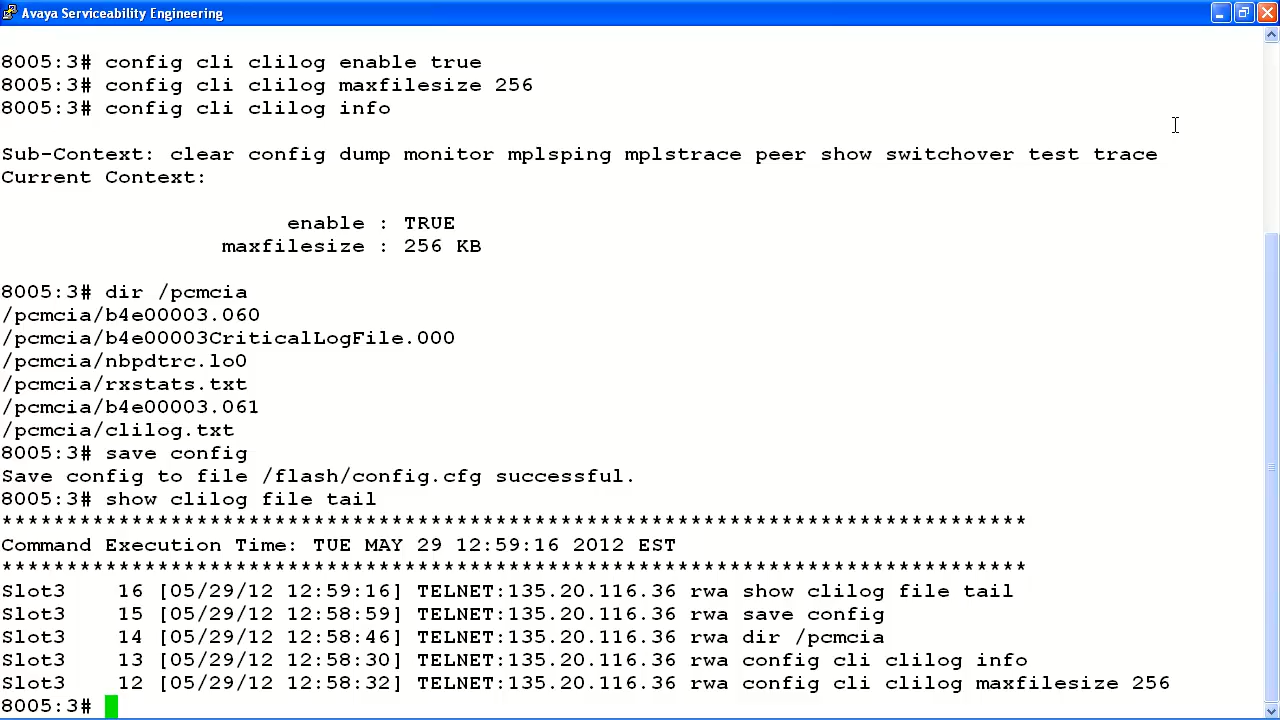 Avaya Serviceability Engineering
8005:3# config cli clilog enable true
8005:3# config cli clilog maxfilesize 256
8005:3# config cli clilog info
Sub-Context: clear config dump monitor mplsping mplstrace peer show switchover test trace
Current Context:
enable : TRUE
maxfilesize : 256 KB
8005:3# dir /pcmcia
/pcmcia/b4e00003.060
/pcmcia/b4e00003CriticalLogFile.000
/pcmcia/nbpdtrc.lo0
/pcmcia/rxstats.txt
/pcmcia/b4e00003.061
/pcmcia/clilog.txt
8005:3# save config
Save config to file /flash/config.cfg successful.
8005:3# show clilog file tail
*******************************************************************************
Command Execution Time: TUE MAY 29 12:59:16 2012 EST
*******************************************************************************
Slot3    16 [05/29/12 12:59:16] TELNET:135.20.116.36 rwa show clilog file tail
Slot3    15 [05/29/12 12:58:59] TELNET:135.20.116.36 rwa save config
Slot3    14 [05/29/12 12:58:46] TELNET:135.20.116.36 rwa dir /pcmcia
Slot3    13 [05/29/12 12:58:30] TELNET:135.20.116.36 rwa config cli clilog info
Slot3    12 [05/29/12 12:58:32] TELNET:135.20.116.36 rwa config cli clilog maxfilesize 256
8005:3#